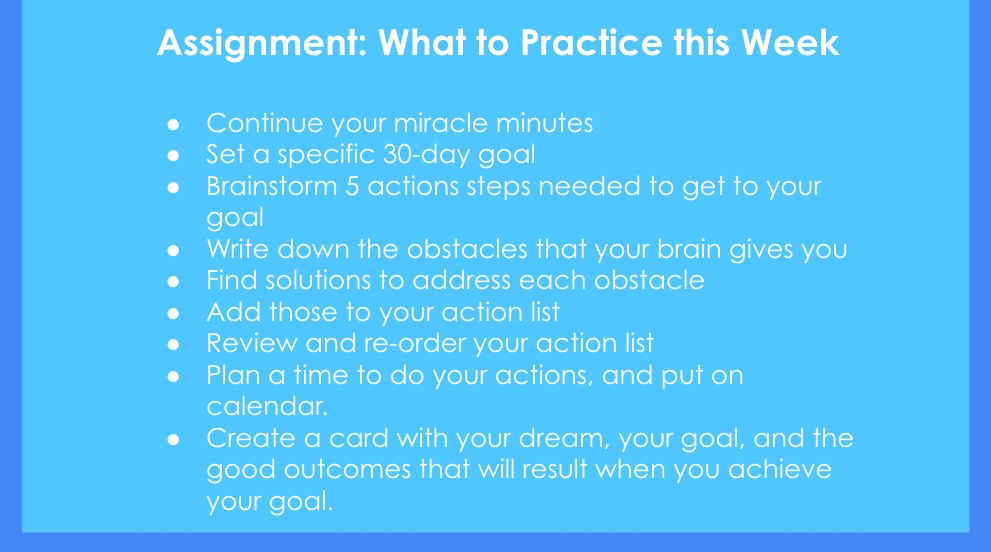 Assignment: What to Practice this Week
● Continue your miracle minutes
● Set a specific 30-day goal
● Brainstorm 5 actions steps needed to get to your
goal
● Write down the obstacles that your brain gives you
● Find solutions to address each obstacle
● Add those to your action list
● Review and re-order your action list
● Plan a time to do your actions, and put on
calendar.
● Create a card with your dream, your goal, and the
good outcomes that will result when you achieve
your goal.